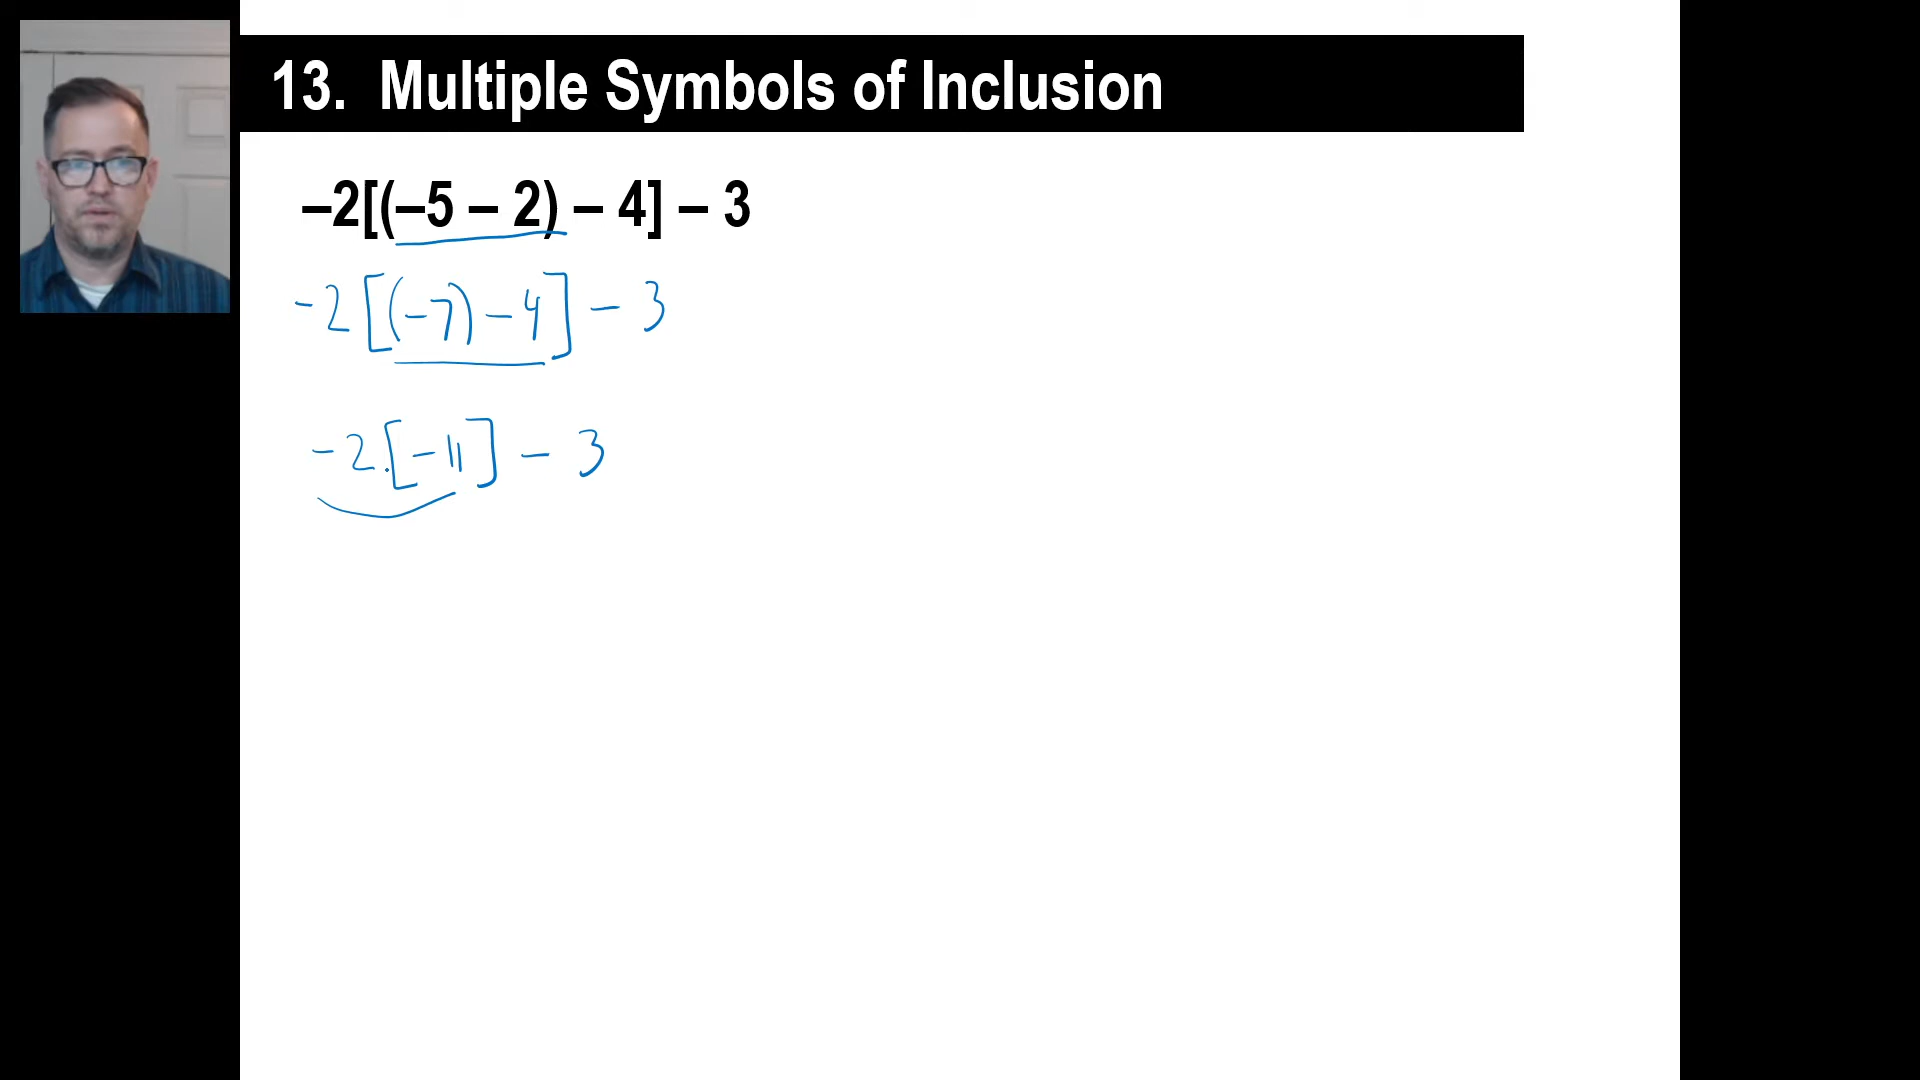 13. Multiple Symbols of Inclusion
–2[(–5 – 2) – 4] – 3
-2[(-7)-4] - 3
-2·[-11] - 3